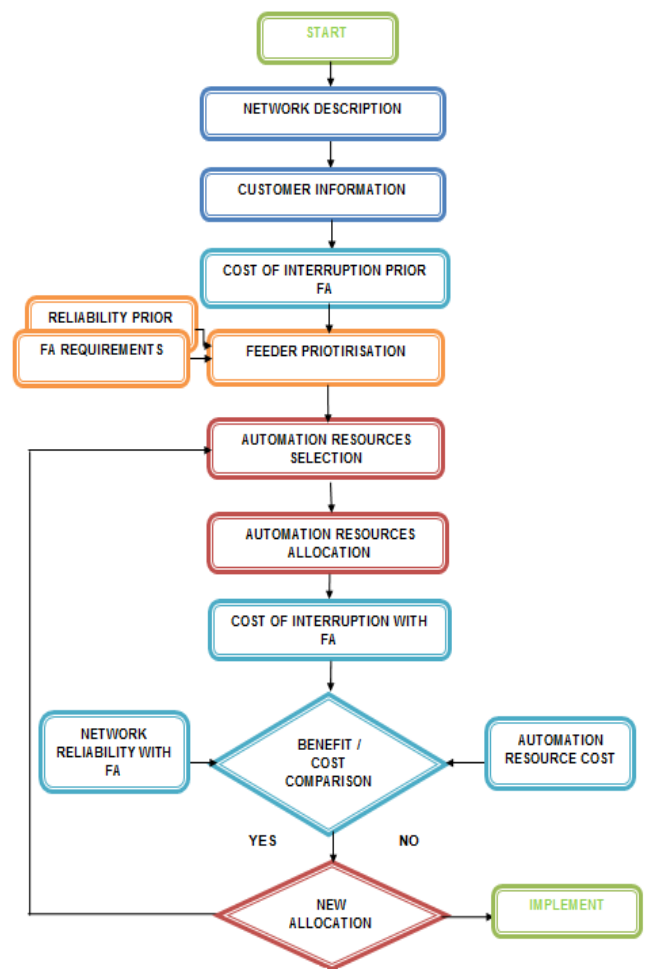 START
NETWORK DESCRIPTION
CUSTOMER INFORMATION
COST OF INTERRUPTION PRIOR
FA
RELIABILITY PRIOR
FA REQUIREMENTS
FEEDER PRIOTIRISATION
AUTOMATION RESOURCES
SELECTION
AUTOMATION RESOURCES
ALLOCATION
COST OF INTERRUPTION WITH
FA
NETWORK
RELIABILITY WITH
FA
BENEFIT /
COST
COMPARISON
AUTOMATION
RESOURCE COST
YES
NO
NEW
ALLOCATION
IMPLEMENT